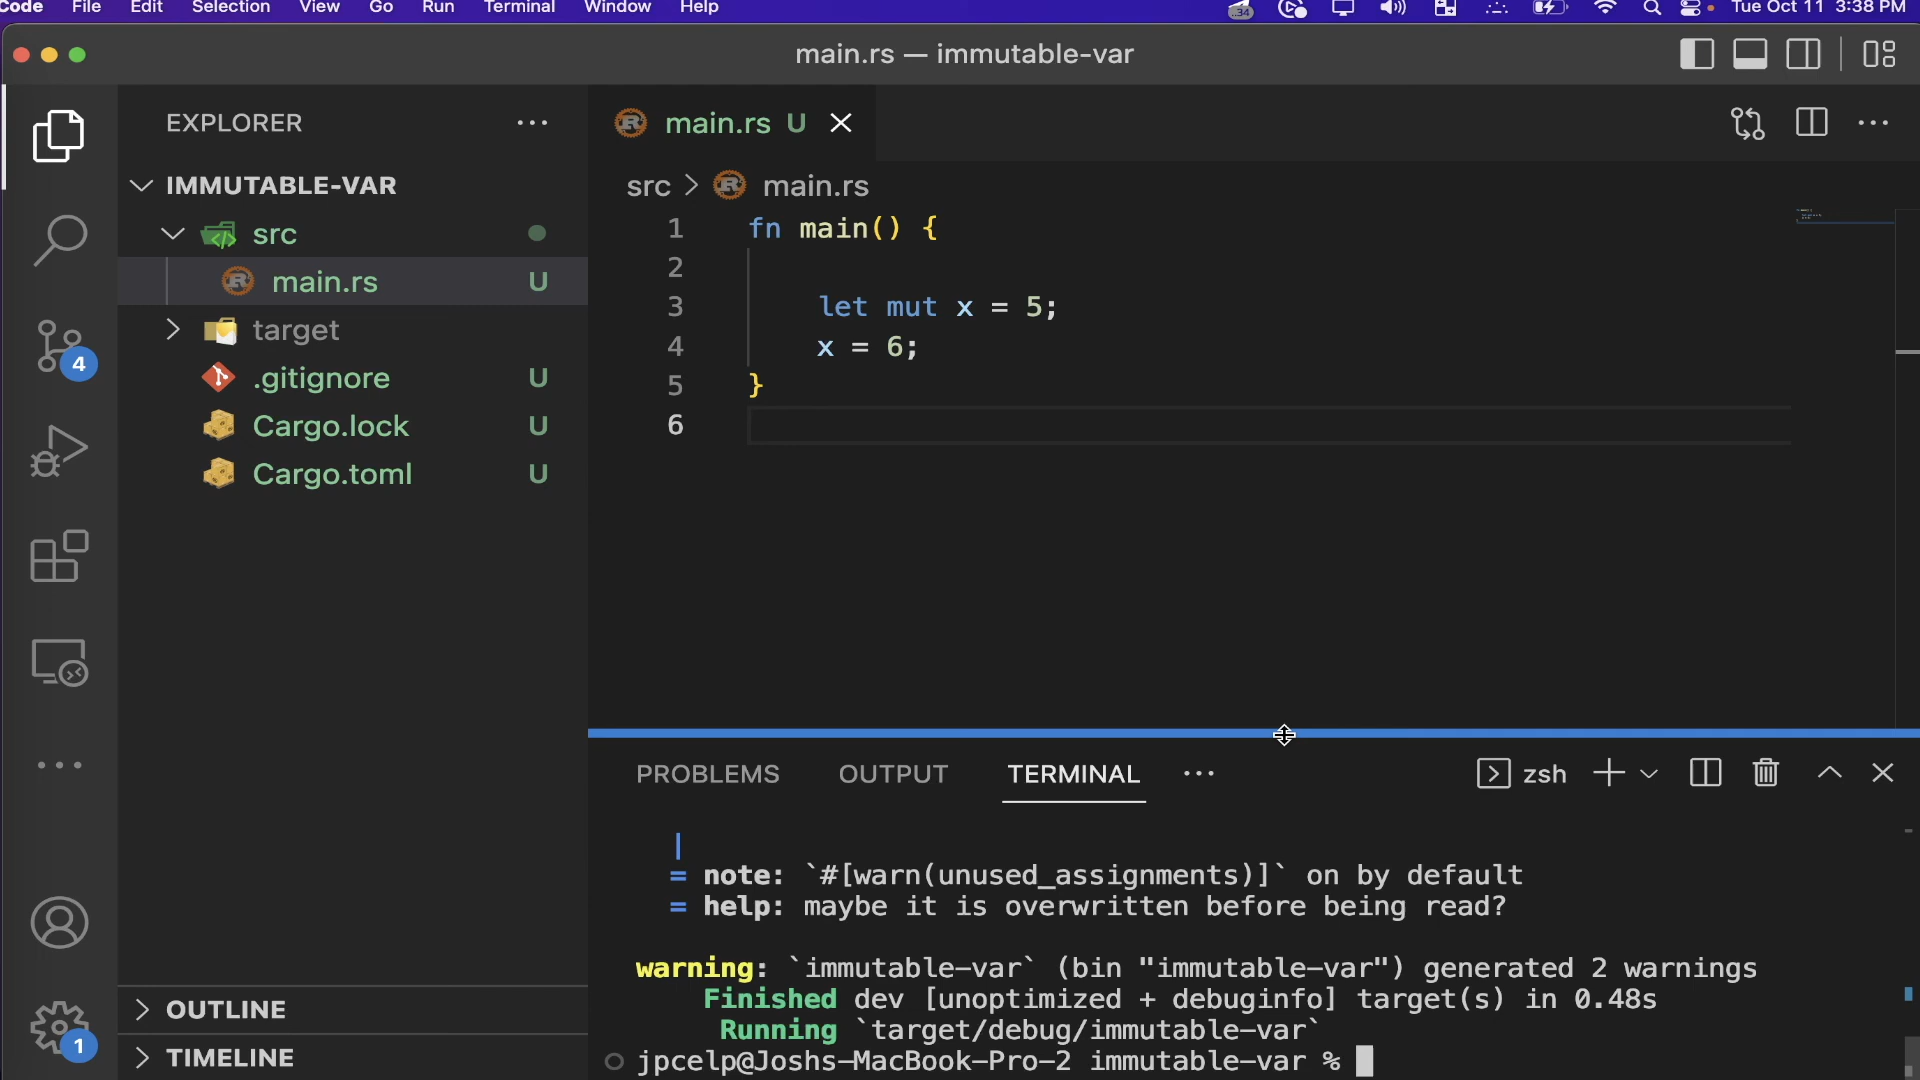 Code File Edit Selection View Go Run Terminal Window Help 34 Tue Oct 11 3:38 PM
main.rs — immutable-var
EXPLORER
IMMUTABLE-VAR
src
main.rs U
target
.gitignore U
Cargo.lock U
Cargo.toml U
OUTLINE
TIMELINE
4
1
main.rs U
src > main.rs
1 fn main() {
2
3 let mut x = 5;
4 x = 6;
5 }
6
PROBLEMS OUTPUT TERMINAL zsh
|
= note: `#[warn(unused_assignments)]` on by default
= help: maybe it is overwritten before being read?
warning: `immutable-var` (bin "immutable-var") generated 2 warnings
Finished dev [unoptimized + debuginfo] target(s) in 0.48s
Running `target/debug/immutable-var`
jpcelp@Joshs-MacBook-Pro-2 immutable-var %